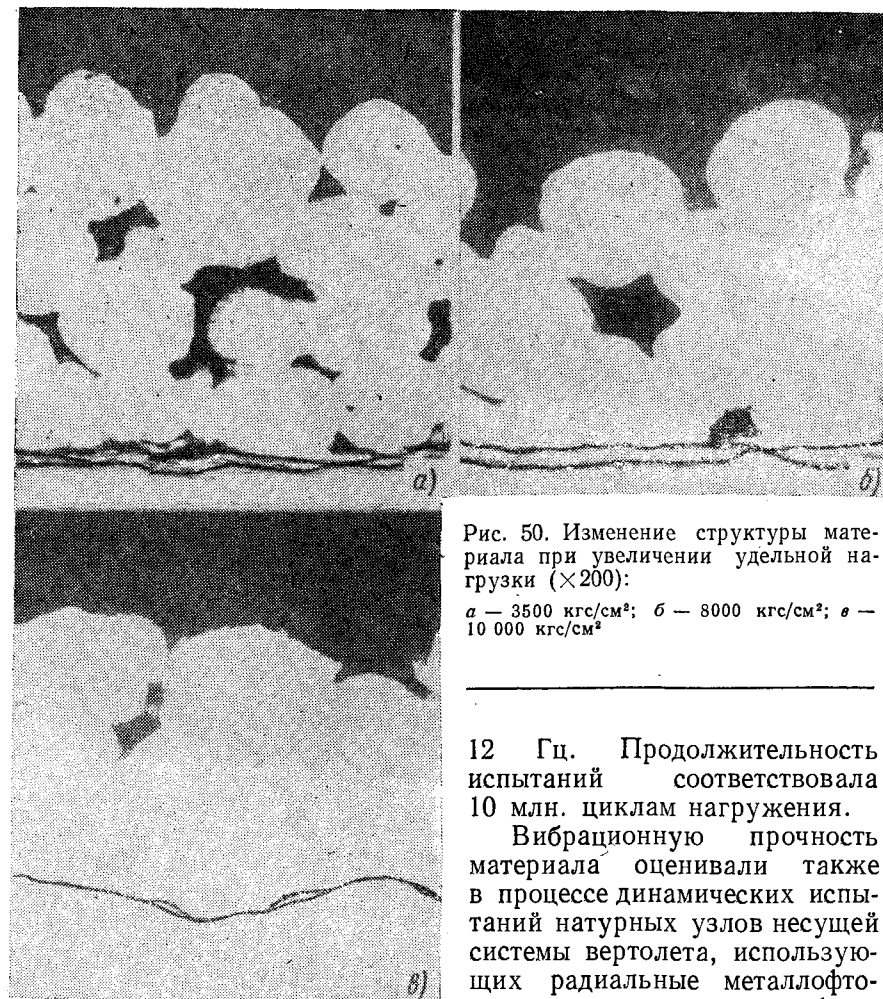 а)
б)
Рис. 50. Изменение структуры мате-
риала при увеличении удельной на-
грузки (×200):
а — 3500 кгс/см²; б — 8000 кгс/см²; в —
10 000 кгс/см²
12 Гц. Продолжительность
испытаний соответствовала
10 млн. циклам нагружения.
Вибрационную прочность
материала оценивали также
в процессе динамических испы-
таний натурных узлов несущей
системы вертолета, использую-
щих радиальные металлофто-
в)